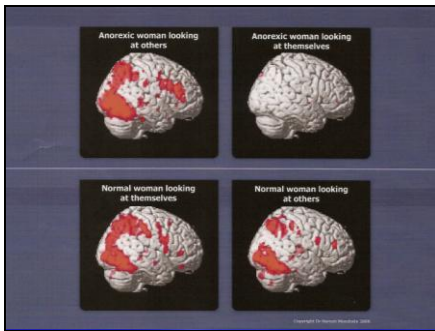 Anorexic woman looking
at others
Anorexic woman looking
at themselves
Normal woman looking
at themselves
Normal woman looking
at others